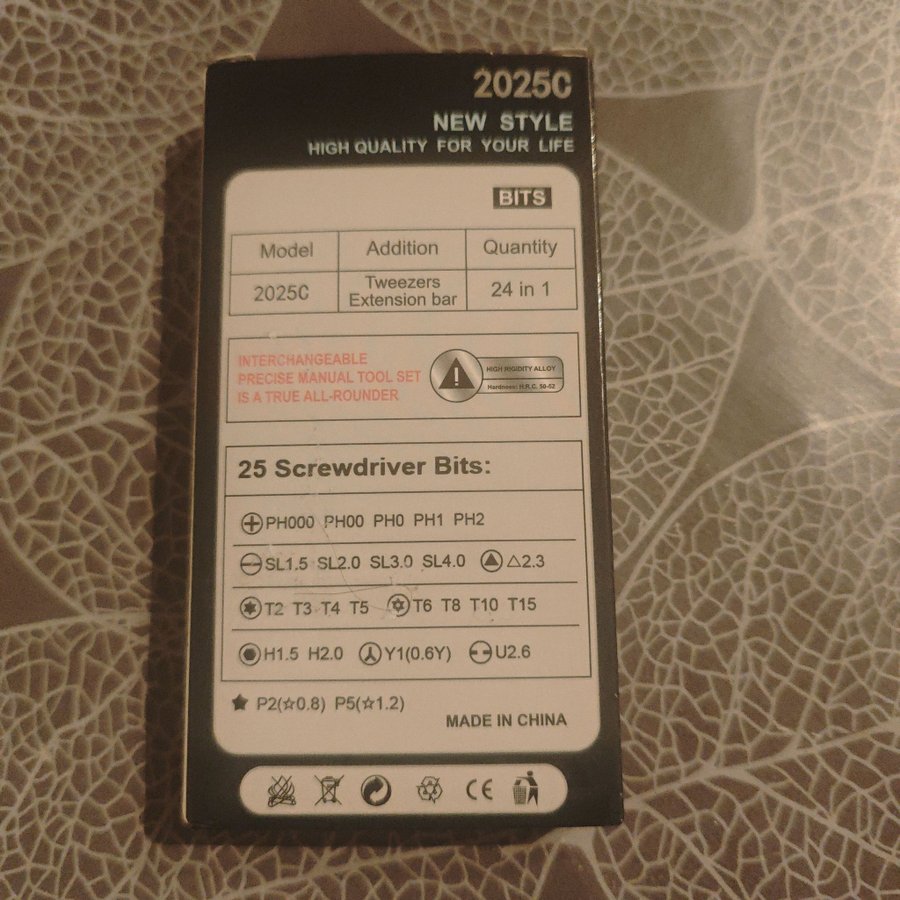 2025C
NEW STYLE
HIGH QUALITY FOR YOUR LIFE
BITS
Model Addition Quantity
2025C Tweezers Extension bar 24 in 1
INTERCHANGEABLE
PRECISE MANUAL TOOL SET
IS A TRUE ALL-ROUNDER
HIGH RIGIDITY ALLOY
Hardness: H.R.C. 50-62
25 Screwdriver Bits:
PH000 PH00 PH0 PH1 PH2
SL1.5 SL2.0 SL3.0 SL4.0 △2.3
T2 T3 T4 T5 T6 T8 T10 T15
H1.5 H2.0 Y1(0.6Y) U2.6
★ P2(☆0.8) P5(☆1.2)
MADE IN CHINA
CE